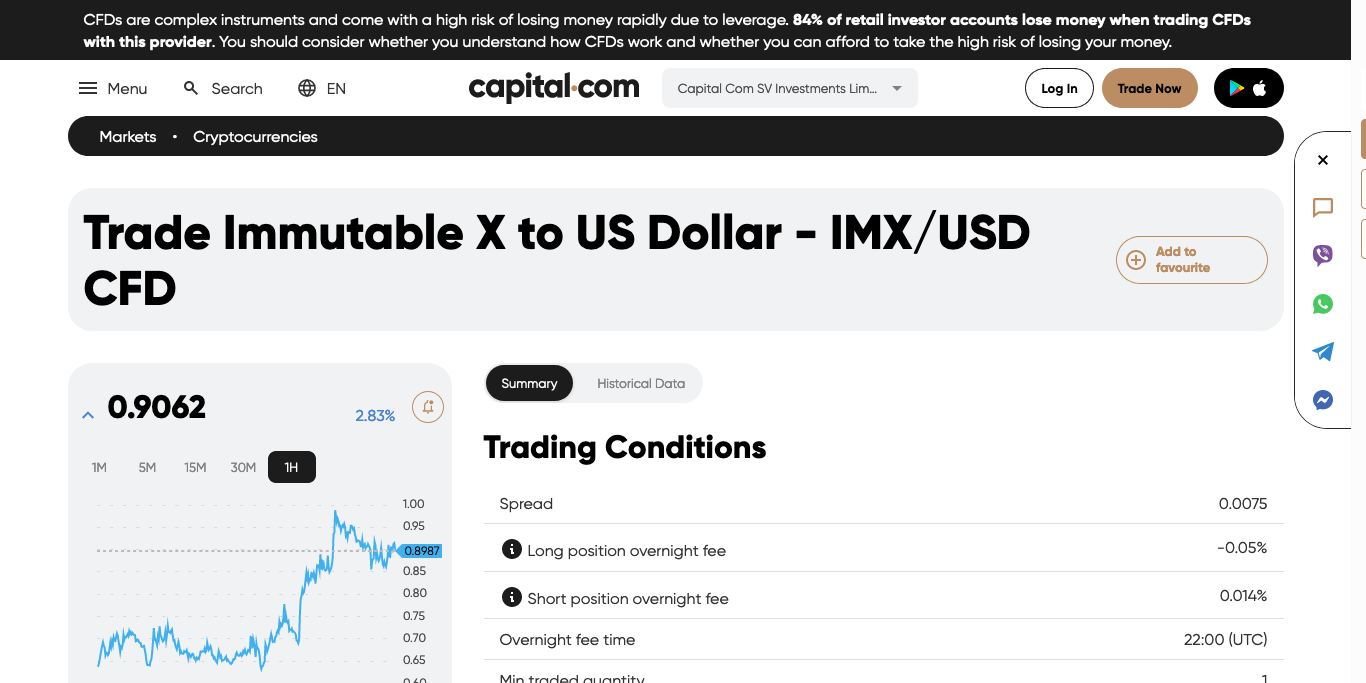 CFDs are complex instruments and come with a high risk of losing money rapidly due to leverage. 84% of retail investor accounts lose money when trading CFDs
with this provider. You should consider whether you understand how CFDs work and whether you can afford to take the high risk of losing your money.
Menu
Search
EN
capital.com
Capital Com SV Investments Lim...
Log In
Trade Now
Markets • Cryptocurrencies
Trade Immutable X to US Dollar - IMX/USD
CFD
Add to
favourite
0.9062
2.83%
1M 5M 15M 30M 1H
1.00
0.95
0.8987
0.85
0.80
0.75
0.70
0.65
0.60
Summary
Historical Data
Trading Conditions
Spread 0.0075
Long position overnight fee -0.05%
Short position overnight fee 0.014%
Overnight fee time 22:00 (UTC)
Min traded quantity 1